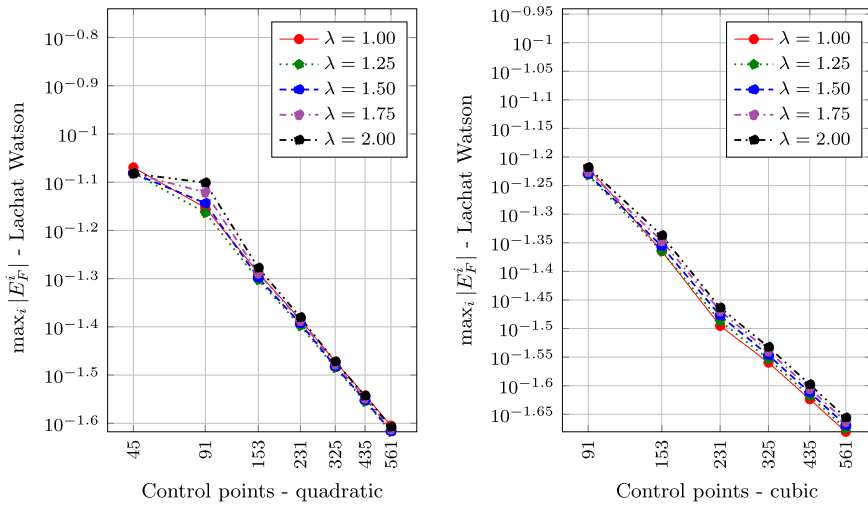 10^{-0.8}
10^{-0.9}
10^{-1}
10^{-1.1}
10^{-1.2}
10^{-1.3}
10^{-1.4}
10^{-1.5}
10^{-1.6}
max_i |E_F^i| - Lachat Watson
λ = 1.00
λ = 1.25
λ = 1.50
λ = 1.75
λ = 2.00
45 91 153 231 325 435 561
Control points - quadratic
10^{-0.95}
10^{-1}
10^{-1.05}
10^{-1.1}
10^{-1.15}
10^{-1.2}
10^{-1.25}
10^{-1.3}
10^{-1.35}
10^{-1.4}
10^{-1.45}
10^{-1.5}
10^{-1.55}
10^{-1.6}
10^{-1.65}
max_i |E_F^i| - Lachat Watson
λ = 1.00
λ = 1.25
λ = 1.50
λ = 1.75
λ = 2.00
91 153 231 325 435 561
Control points - cubic